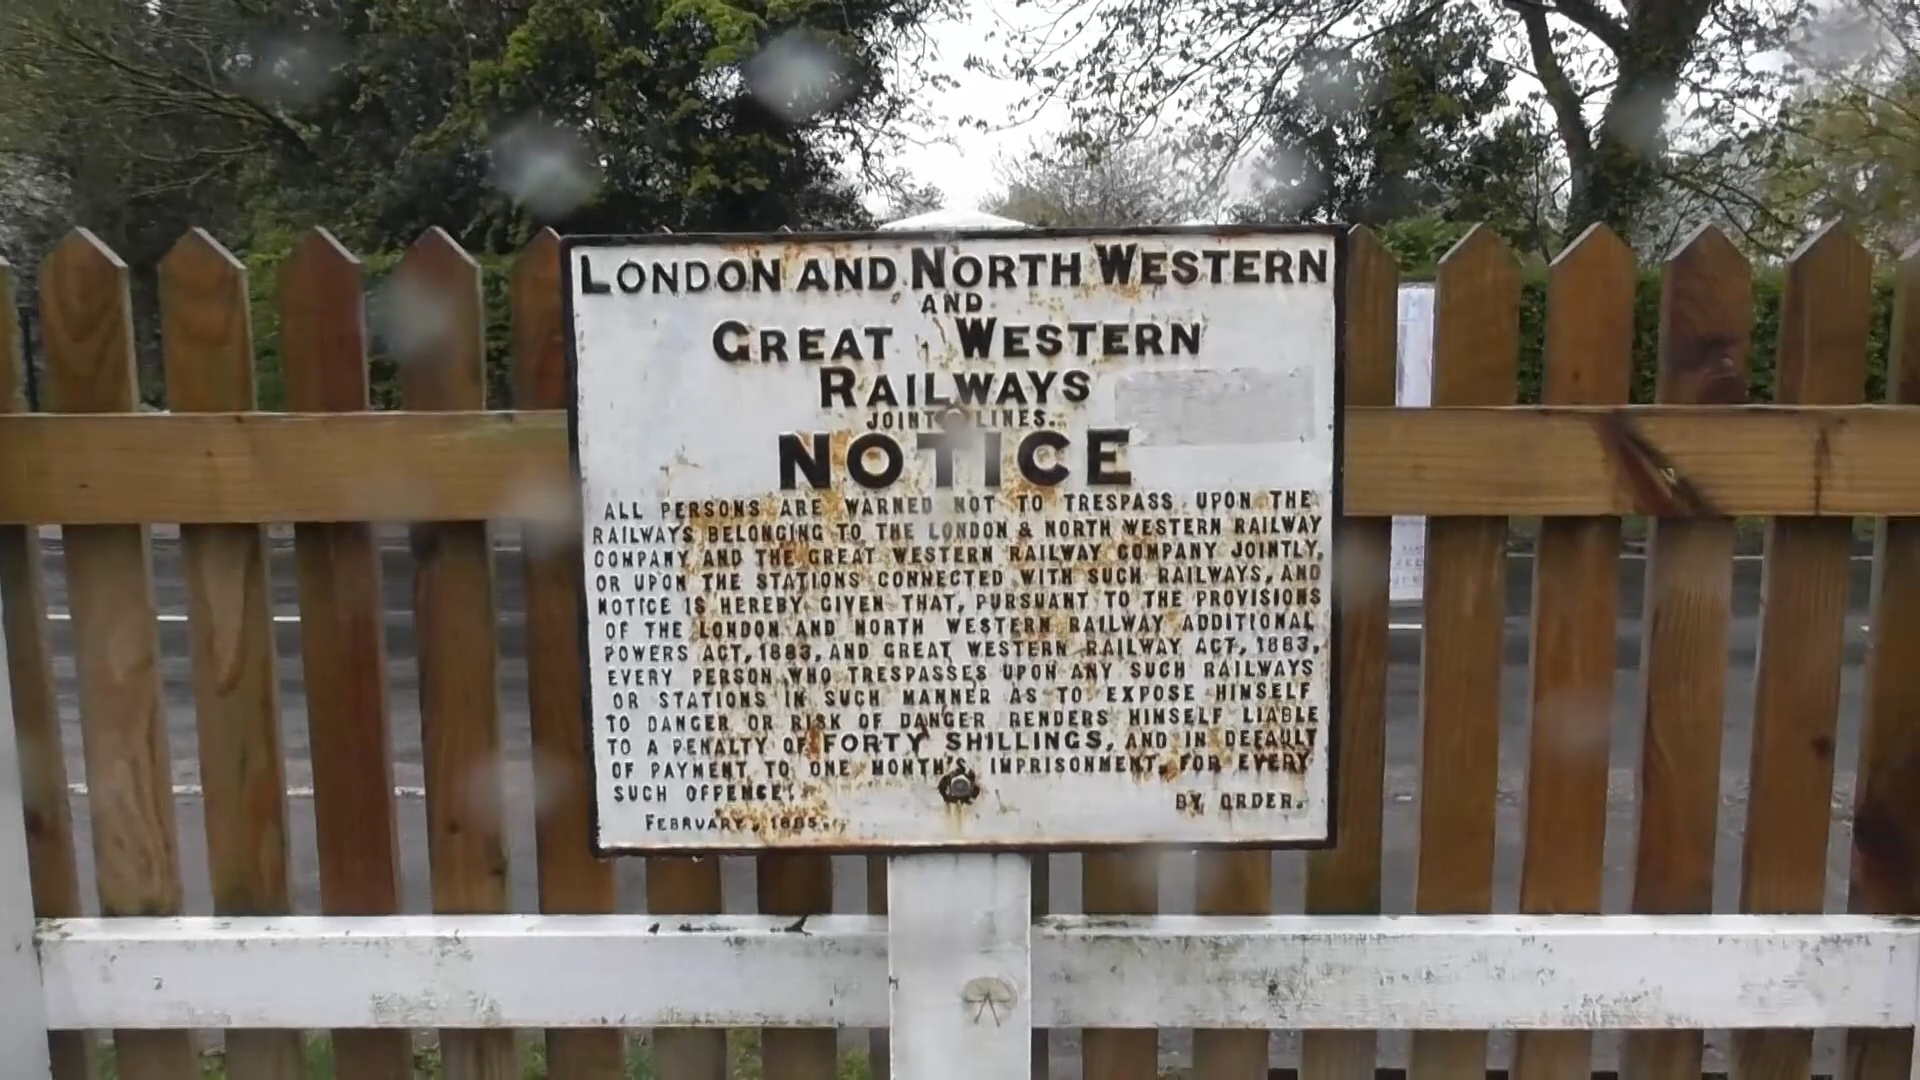 LONDON AND NORTH WESTERN
AND
GREAT WESTERN
RAILWAYS
JOINT LINES.
NOTICE
ALL PERSONS ARE WARNED NOT TO TRESPASS UPON THE
RAILWAYS BELONGING TO THE LONDON & NORTH WESTERN RAILWAY
COMPANY AND THE GREAT WESTERN RAILWAY COMPANY JOINTLY,
OR UPON THE STATIONS CONNECTED WITH SUCH RAILWAYS, AND
NOTICE IS HEREBY GIVEN THAT, PURSUANT TO THE PROVISIONS
OF THE LONDON AND NORTH WESTERN RAILWAY ADDITIONAL
POWERS ACT, 1883, AND GREAT WESTERN RAILWAY ACT, 1883,
EVERY PERSON WHO TRESPASSES UPON ANY SUCH RAILWAYS
OR STATIONS IN SUCH MANNER AS TO EXPOSE HIMSELF
TO DANGER OR RISK OF DANGER RENDERS HIMSELF LIABLE
TO A PENALTY OF FORTY SHILLINGS, AND IN DEFAULT
OF PAYMENT TO ONE MONTH'S IMPRISONMENT, FOR EVERY
SUCH OFFENCE.
BY ORDER.
FEBRUARY, 1885.